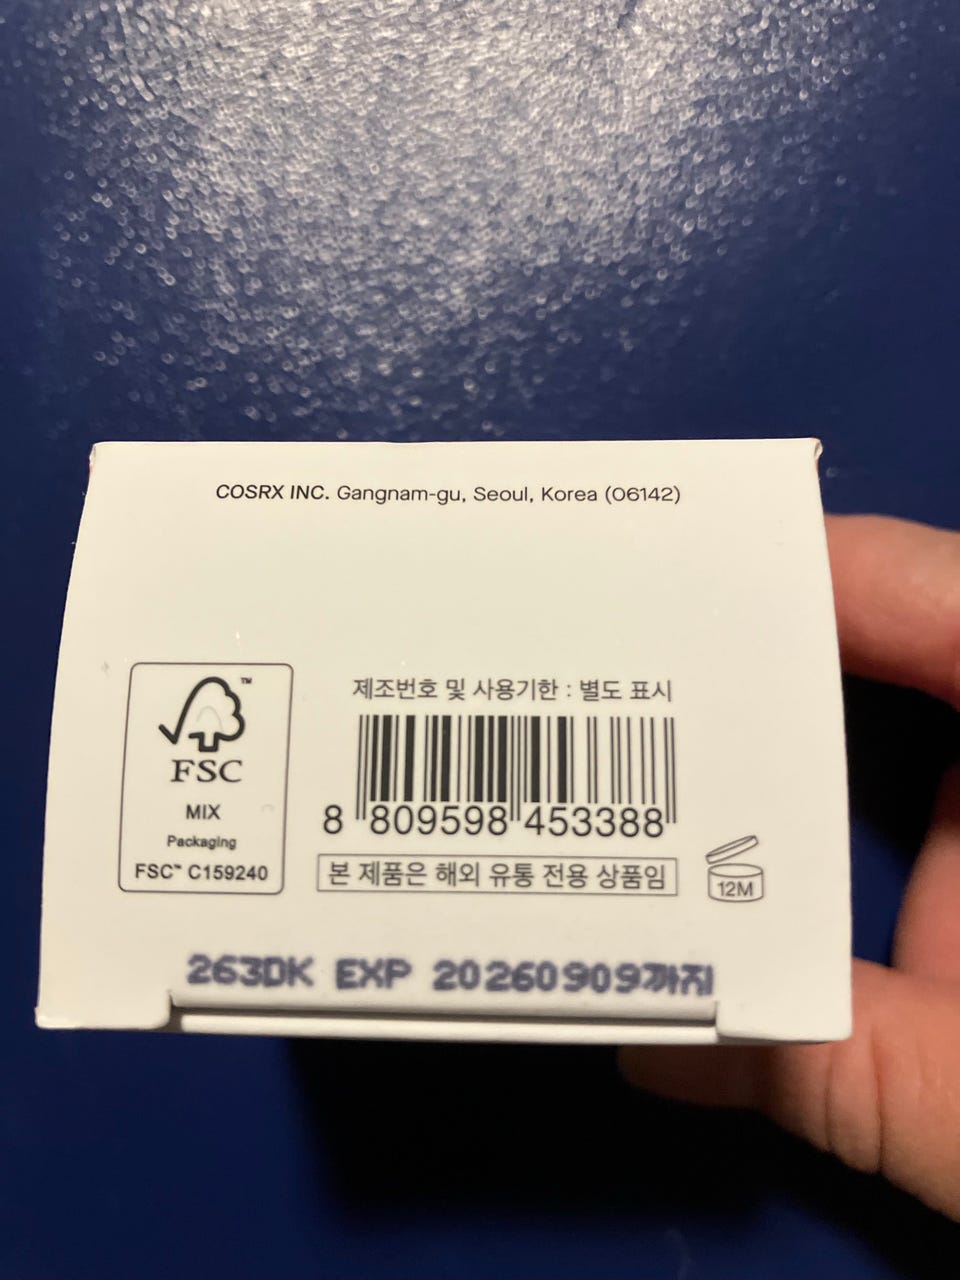 COSRX INC. Gangnam-gu, Seoul, Korea (06142)
FSC™
MIX
Packaging
FSC™ C159240
제조번호 및 사용기한 : 별도 표시
8 809598 453388
본 제품은 해외 유통 전용 상품임
12M
263DK EXP 20260909까지